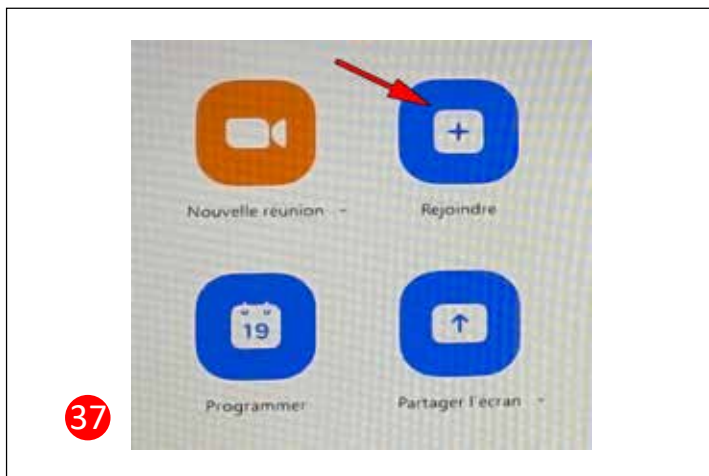 Nouvelle reunion
Rejoindre
19
Programmer
Partager l'ecran
37